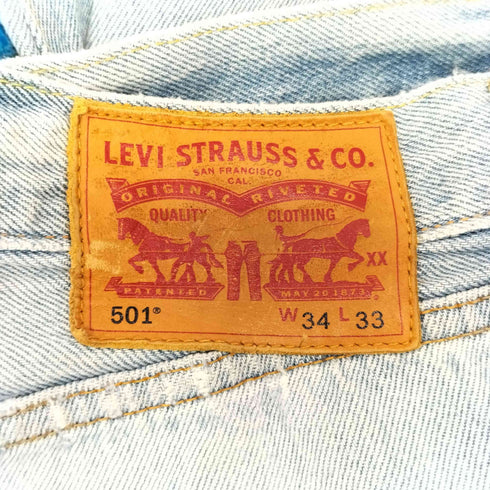 LEVI STRAUSS & CO.
SAN FRANCISCO
CAL.
ORIGINAL RIVETED
QUALITY CLOTHING
XX
PATENTED MAY 20 1873
501® W 34 L 33